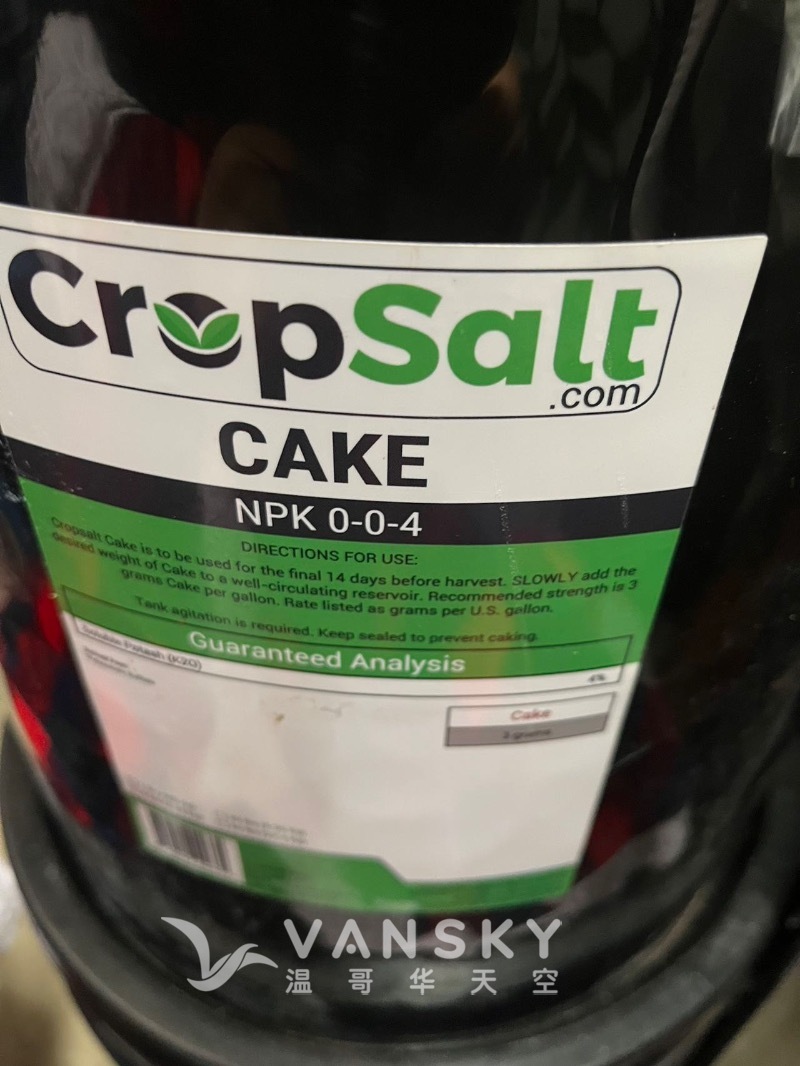 CropSalt
.com
CAKE
NPK 0-0-4
DIRECTIONS FOR USE:
Cropsalt Cake is to be used for the final 14 days before harvest. SLOWLY add the
desired weight of Cake to a well-circulating reservoir. Recommended strength is 3
grams Cake per gallon. Rate listed as grams per U.S. gallon.
Tank agitation is required. Keep sealed to prevent caking.
Guaranteed Analysis
Soluble Potash (K2O) 4%
Cake
3 grams
VANSKY
温哥华天空